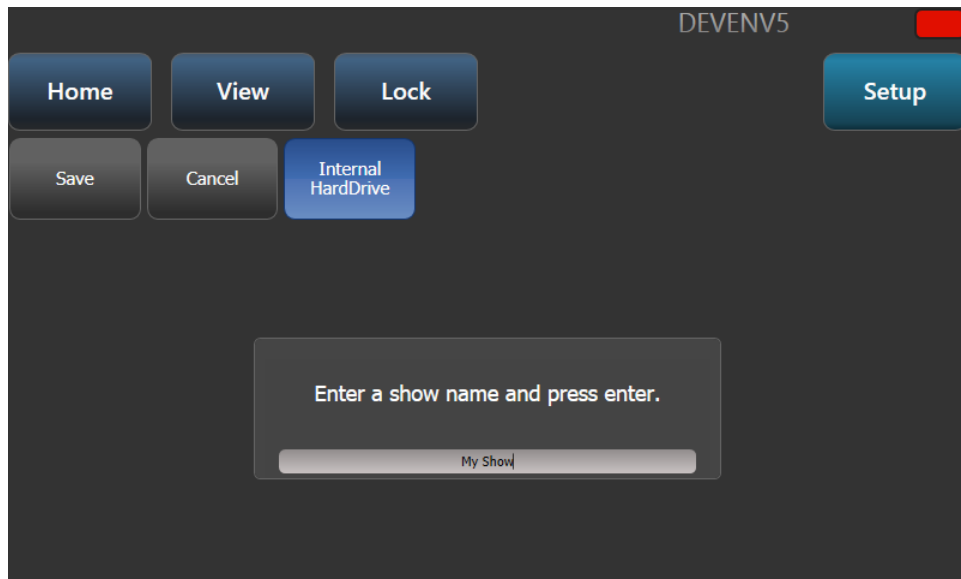 DEVENV5
Home
View
Lock
Setup
Save
Cancel
Internal
HardDrive
Enter a show name and press enter.
My Show